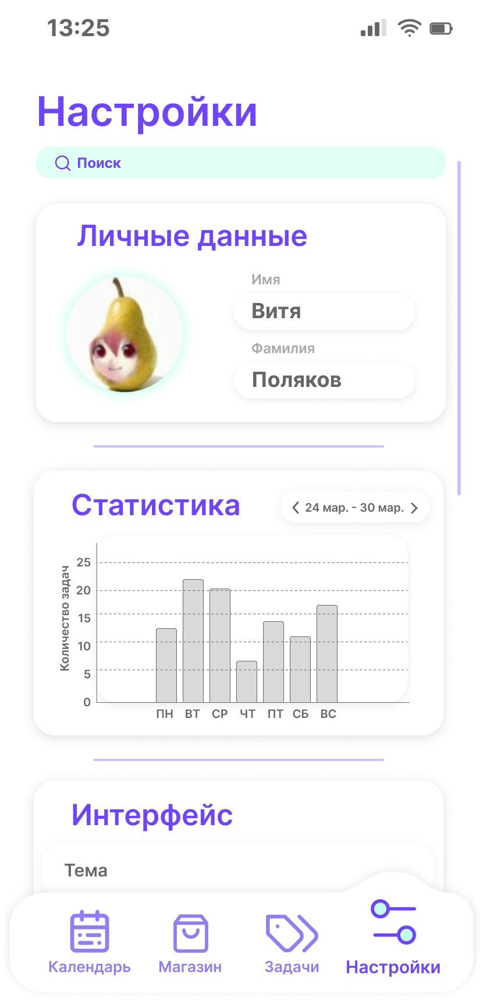 13:25
Настройки
Поиск
Личные данные
Имя
Витя
Фамилия
Поляков
Статистика
24 мар. - 30 мар.
Количество задач
25
20
15
10
5
0
ПН ВТ СР ЧТ ПТ СБ ВС
Интерфейс
Тема
Календарь Магазин Задачи Настройки